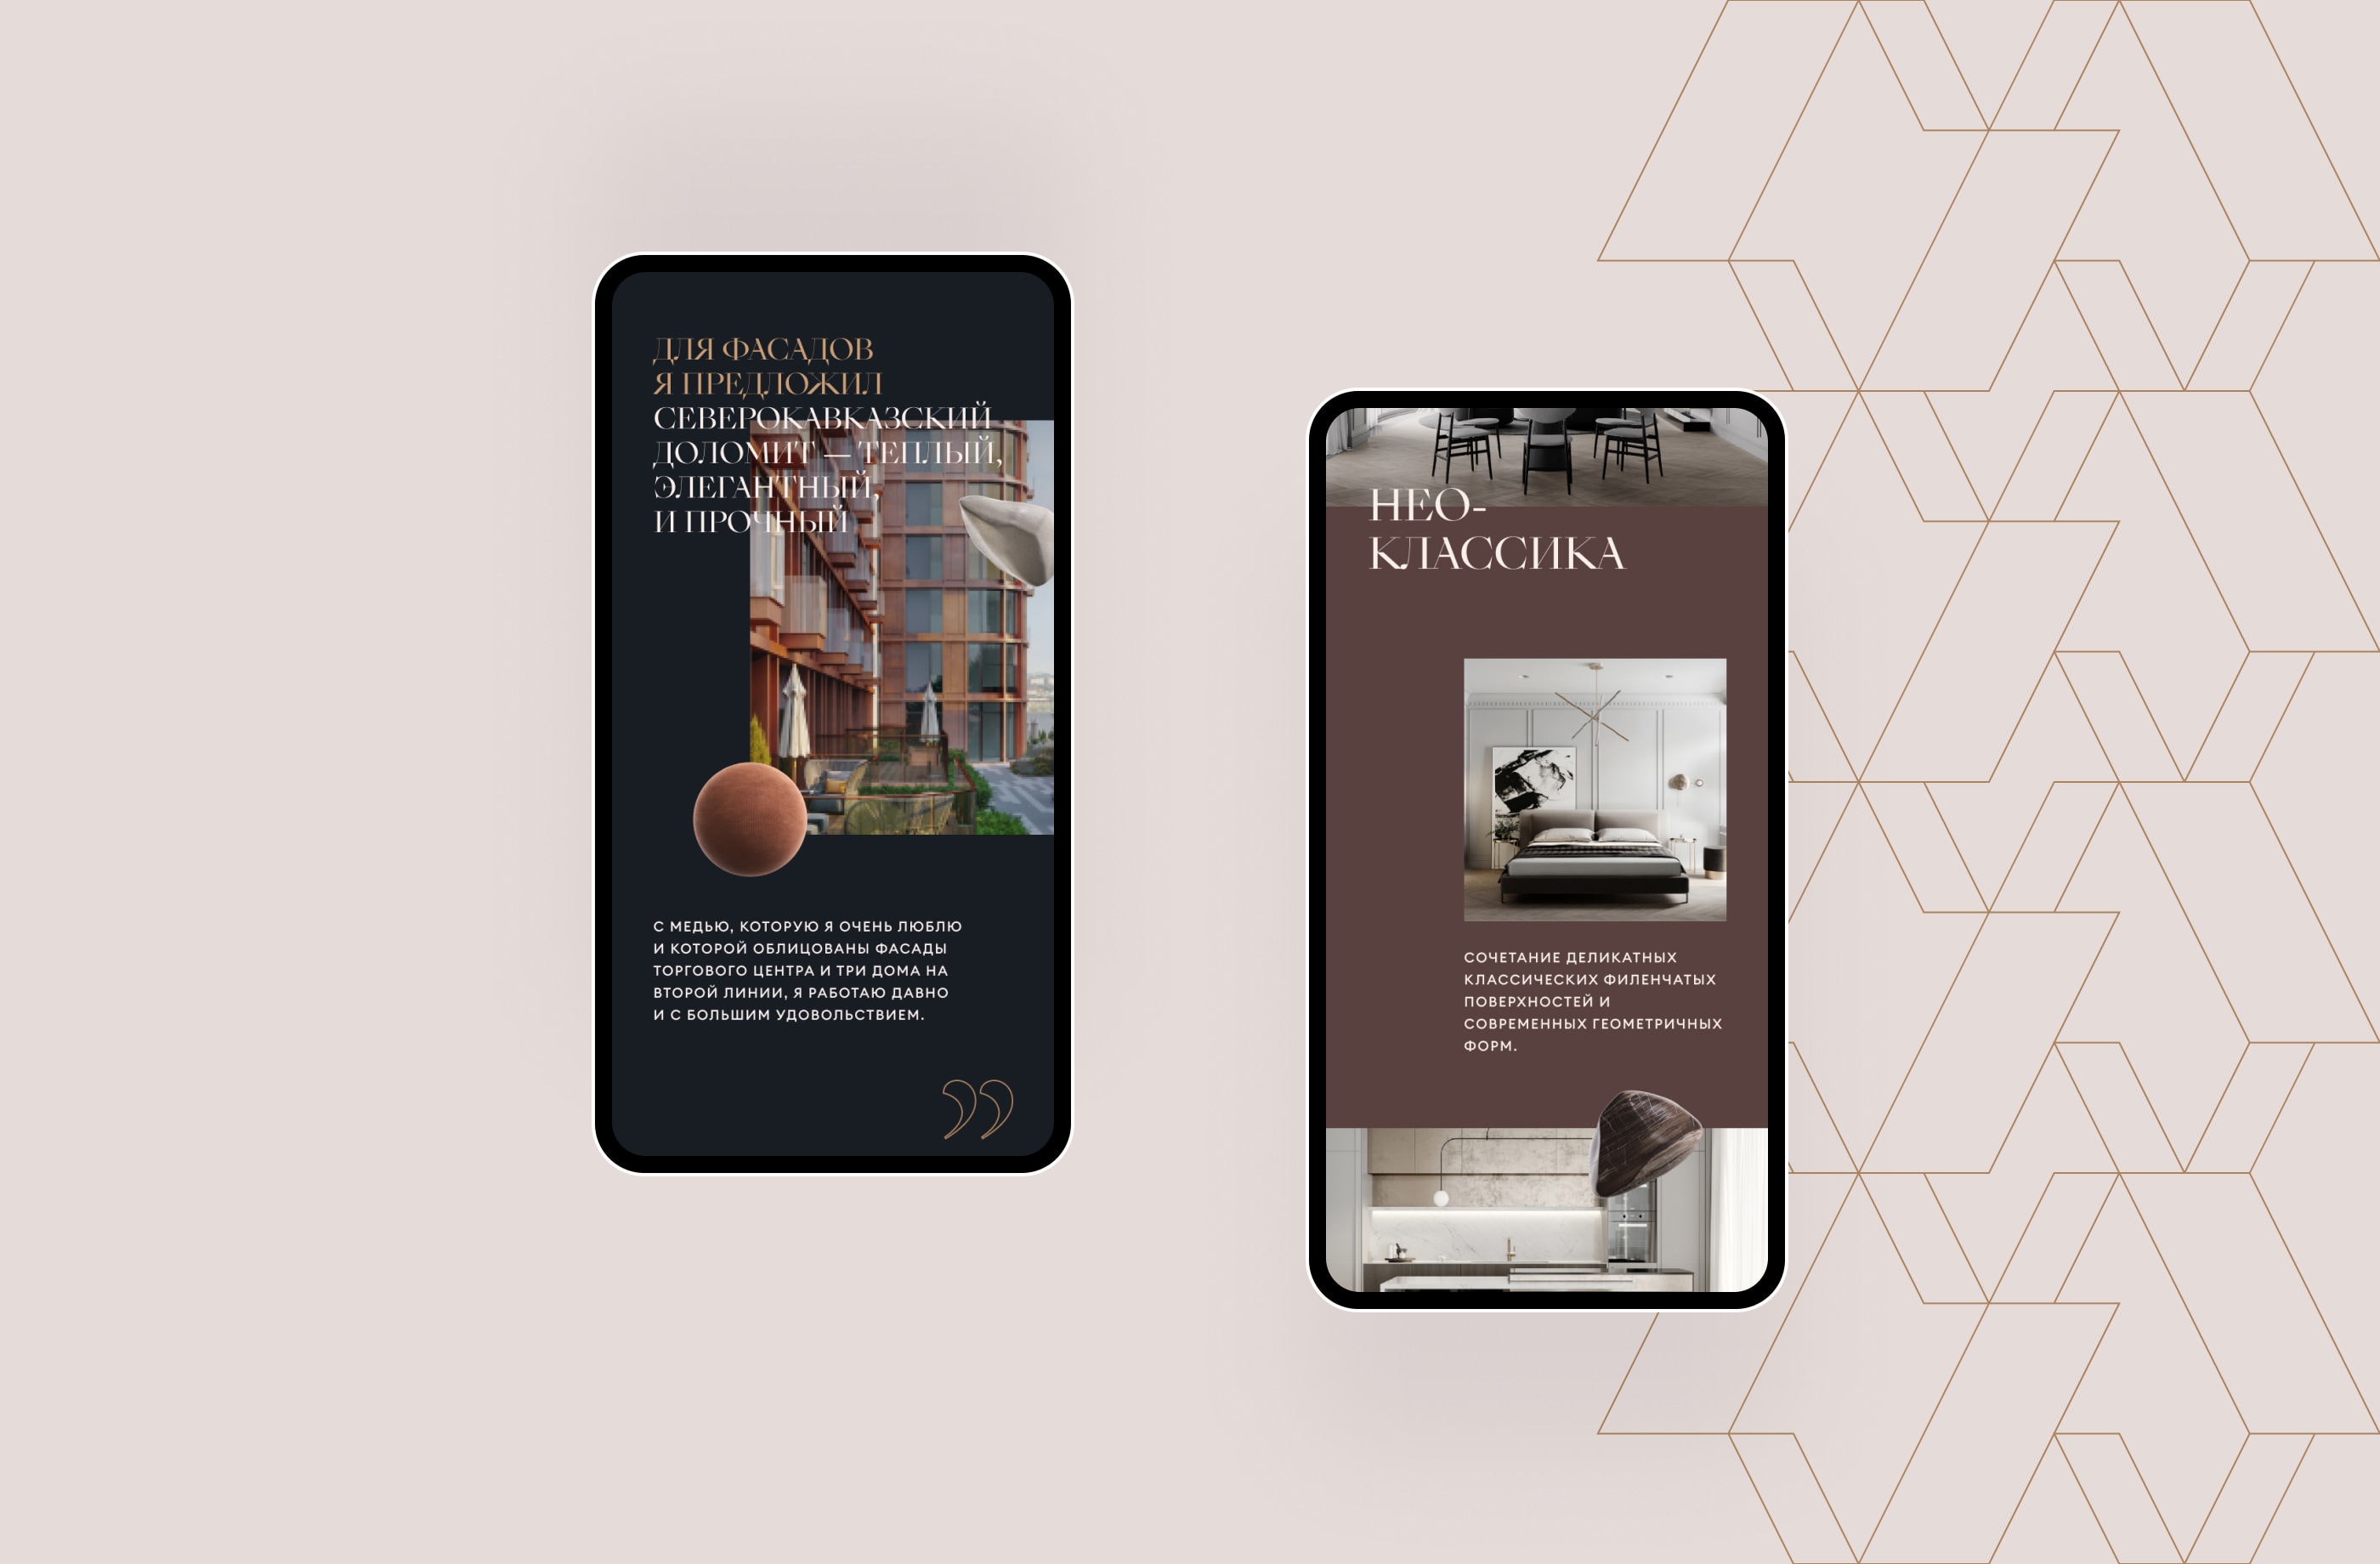 ДЛЯ ФАСАДОВ
Я ПРЕДЛОЖИЛ
СЕВЕРОКАВКАЗСКИЙ
ДОЛОМИТ — ТЕПЛЫЙ,
ЭЛЕГАНТНЫЙ,
И ПРОЧНЫЙ
С МЕДЬЮ, КОТОРУЮ Я ОЧЕНЬ ЛЮБЛЮ
И КОТОРОЙ ОБЛИЦОВАНЫ ФАСАДЫ
ТОРГОВОГО ЦЕНТРА И ТРИ ДОМА НА
ВТОРОЙ ЛИНИИ, Я РАБОТАЮ ДАВНО
И С БОЛЬШИМ УДОВОЛЬСТВИЕМ.
НЕО-
КЛАССИКА
СОЧЕТАНИЕ ДЕЛИКАТНЫХ
КЛАССИЧЕСКИХ ФИЛЕНЧАТЫХ
ПОВЕРХНОСТЕЙ И
СОВРЕМЕННЫХ ГЕОМЕТРИЧНЫХ
ФОРМ.